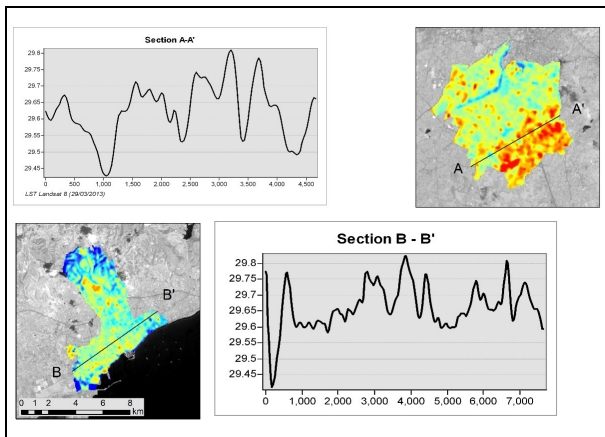 Section A-A'
29.8
29.75
29.7
29.65
29.6
29.55
29.5
29.45
0 500 1,000 1,500 2,000 2,500 3,000 3,500 4,000 4,500
LST Landsat 8 (29/03/2013)
A'
A
B'
B
0 1 2 4 6 8
km
Section B - B'
29.8
29.75
29.7
29.65
29.6
29.55
29.5
29.45
0 1,000 2,000 3,000 4,000 5,000 6,000 7,000